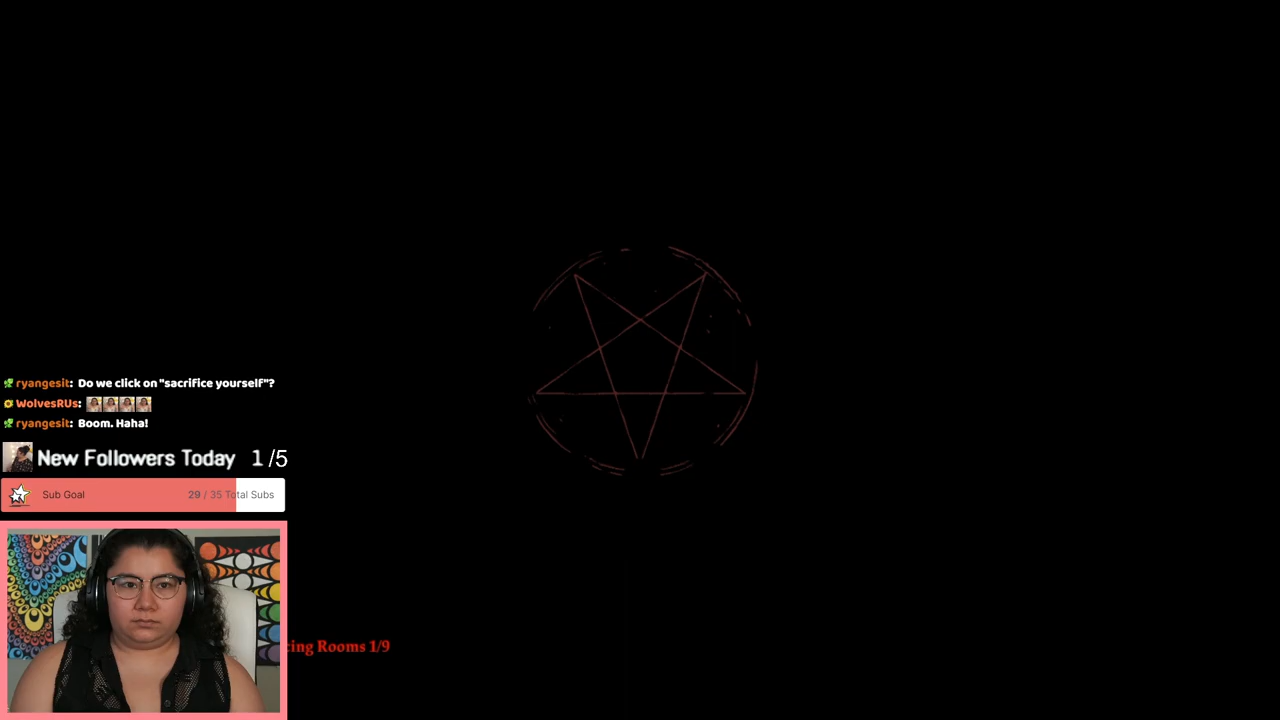 ryangesit: Do we click on "sacrifice yourself"?
WolvesRUs:
ryangesit: Boom. Haha!
New Followers Today 1 /5
Sub Goal 29 / 35 Total Subs
cing Rooms 1/9